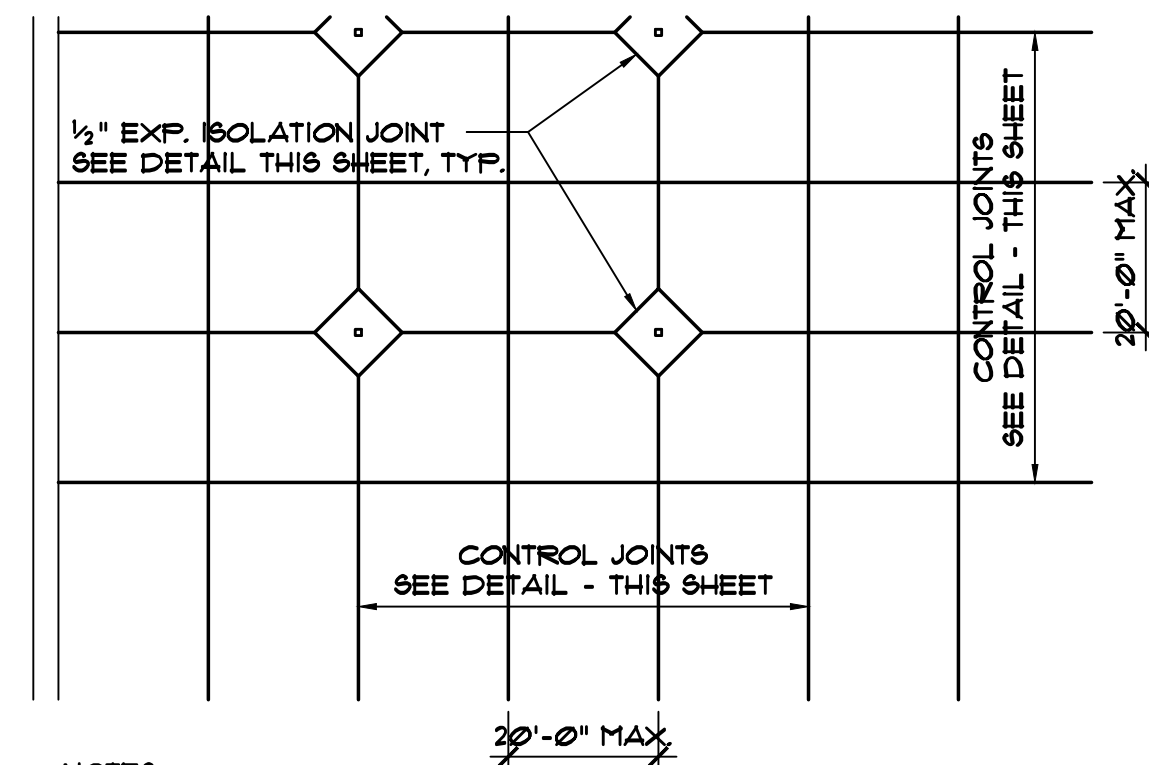 ½" EXP. ISOLATION JOINT
SEE DETAIL THIS SHEET, TYP.
CONTROL JOINTS
SEE DETAIL - THIS SHEET
20'-0" MAX.
CONTROL JOINTS
SEE DETAIL - THIS SHEET
20'-0" MAX.